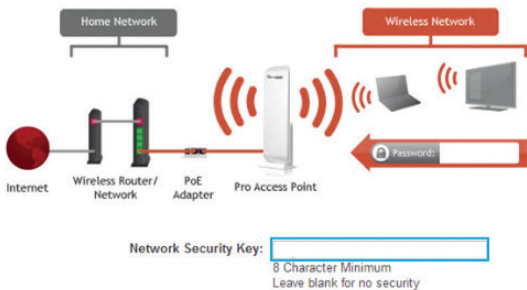 Home Network
Wireless Network
Password:
Internet
Wireless Router/
Network
PoE
Adapter
Pro Access Point
Network Security Key:
8 Character Minimum
Leave blank for no security